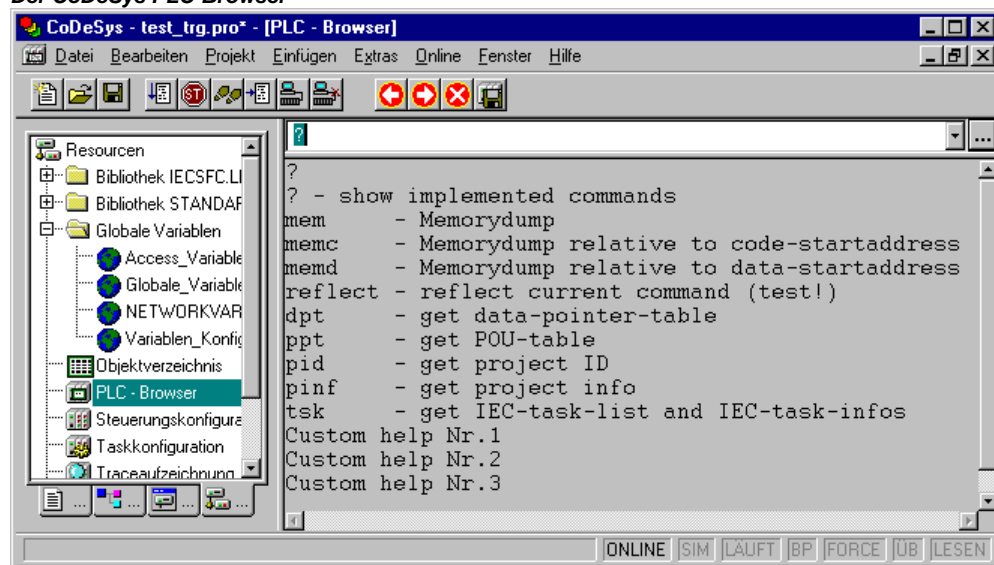 Der CoDeSys PLC-Browser
CoDeSys - test_trg.pro* - [PLC - Browser]
Datei Bearbeiten Projekt Einfügen Extras Online Fenster Hilfe
?
...
Resourcen
Bibliothek IECSFC.LI
Bibliothek STANDAR
Globale Variablen
Access_Variable
Globale_Variable
NETWORKVAR
Variablen_Konfig
Objektverzeichnis
PLC - Browser
Steuerungskonfigura
Taskkonfiguration
Traceaufzeichnung
... ... ... ...
?
? - show implemented commands
mem - Memorydump
memc - Memorydump relative to code-startaddress
memd - Memorydump relative to data-startaddress
reflect - reflect current command (test!)
dpt - get data-pointer-table
ppt - get POU-table
pid - get project ID
pinf - get project info
tsk - get IEC-task-list and IEC-task-infos
Custom help Nr.1
Custom help Nr.2
Custom help Nr.3
ONLINE SIM LÄUFT BP FORCE ÜB LESEN